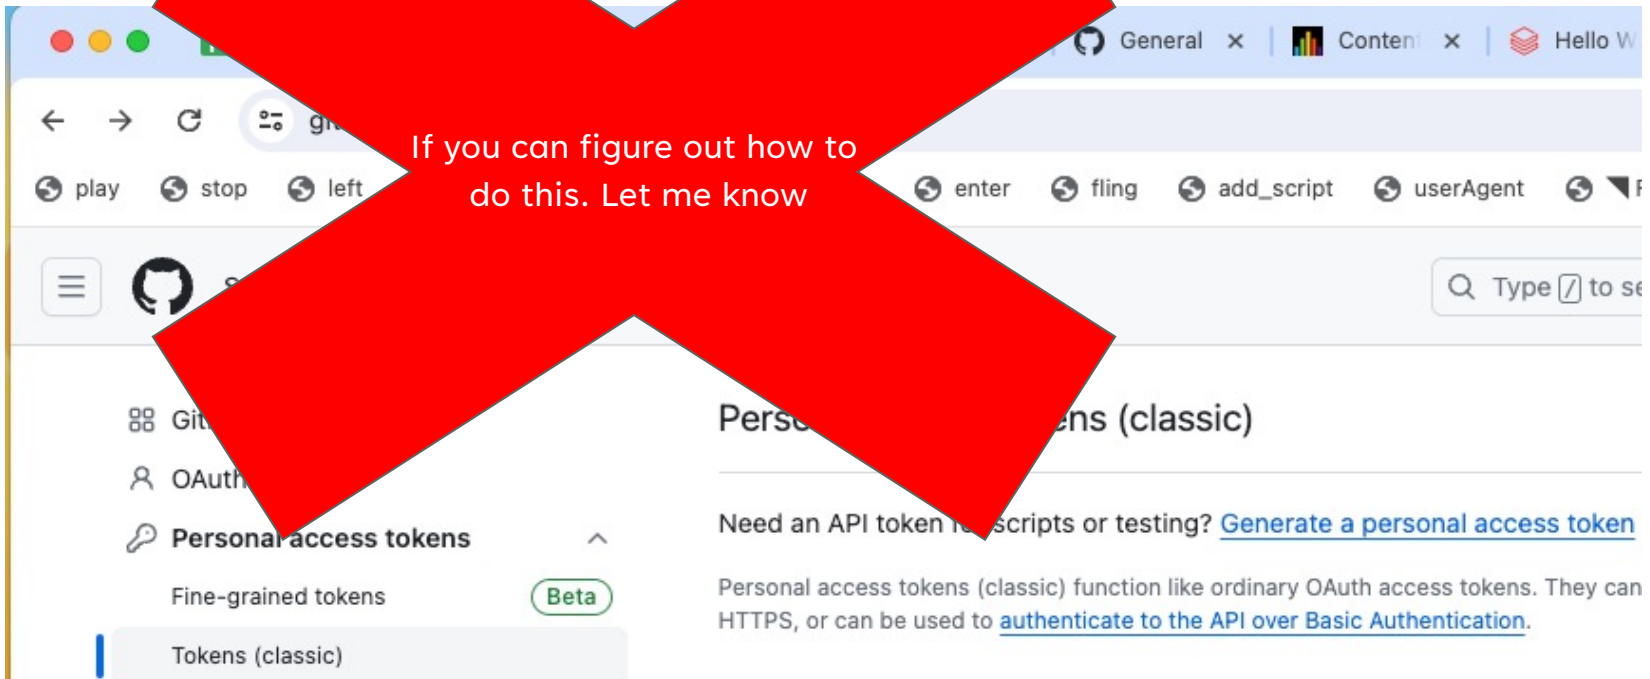 General × Conten × Hello W
If you can figure out how to
do this. Let me know
play stop left enter fling add_script userAgent
Type / to se
(classic)
OAuth
Need an API token scripts or testing? Generate a personal access token
Personal access tokens
Fine-grained tokens Beta
Personal access tokens (classic) function like ordinary OAuth access tokens. They can
HTTPS, or can be used to authenticate to the API over Basic Authentication.
Tokens (classic)